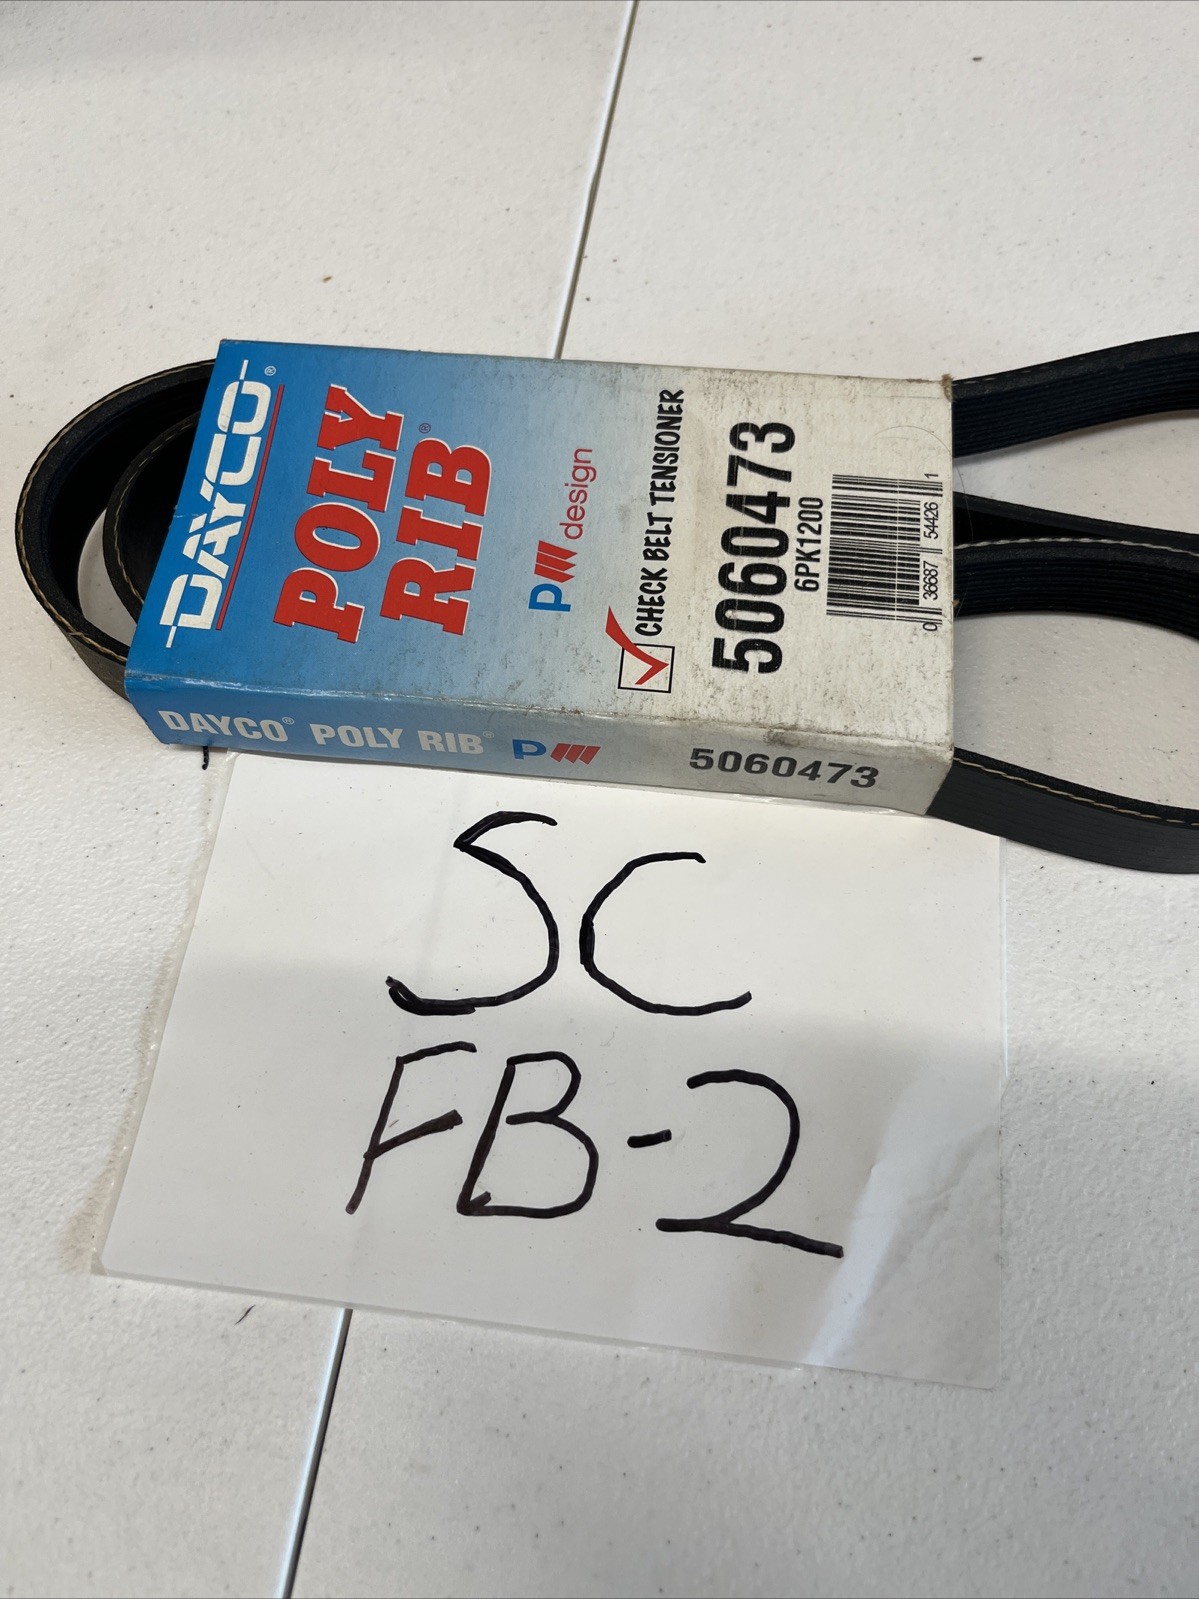 DAYCO®
POLY
RIB®
P design
CHECK BELT TENSIONER
5060473
6PK1200
0 36687 54426 1
DAYCO® POLY RIB® P
5060473
SC
FB-2